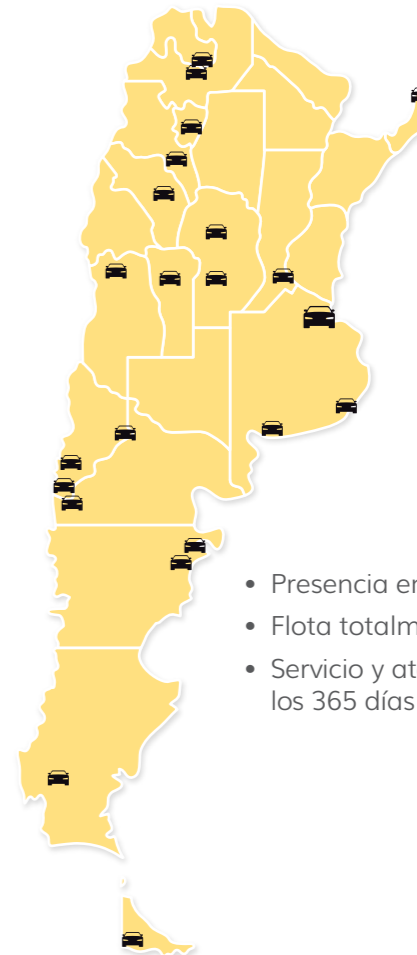 • Presencia en
• Flota totalm
• Servicio y at
los 365 días